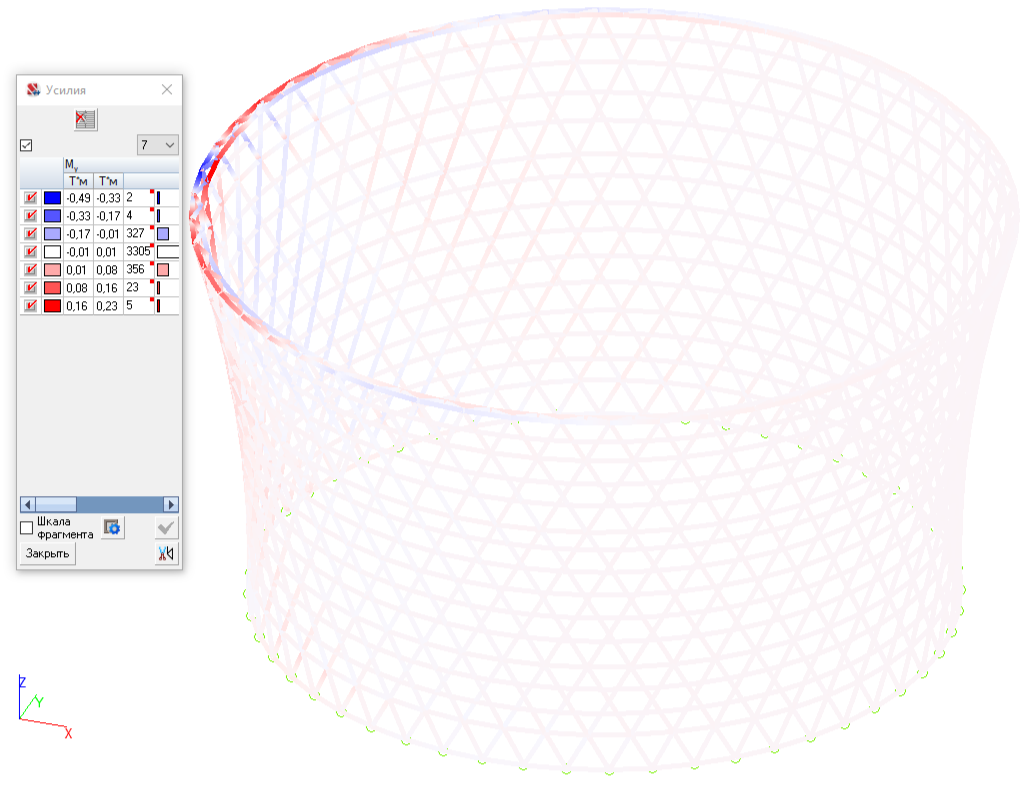 Усилия
7
My
Т*м Т*м
-0,49 -0,33 2
-0,33 -0,17 4
-0,17 -0,01 327
-0,01 0,01 3305
0,01 0,08 356
0,08 0,16 23
0,16 0,23 5
Шкала
фрагмента
Закрыть
Z
Y
X